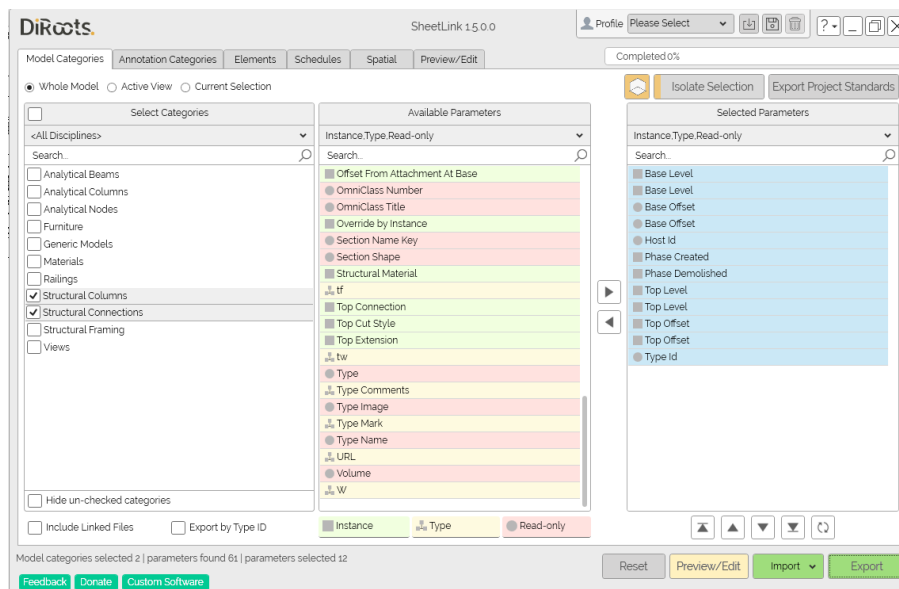 DiRoots.
SheetLink 1.5.0.0
Profile
Please Select
?
Model Categories
Annotation Categories
Elements
Schedules
Spatial
Preview/Edit
Completed 0%
Whole Model
Active View
Current Selection
Isolate Selection
Export Project Standards
Select Categories
<All Disciplines>
Search...
Analytical Beams
Analytical Columns
Analytical Nodes
Furniture
Generic Models
Materials
Railings
Structural Columns
Structural Connections
Structural Framing
Views
Hide un-checked categories
Include Linked Files
Export by Type ID
Available Parameters
Instance,Type,Read-only
Search...
Offset From Attachment At Base
OmniClass Number
OmniClass Title
Override by Instance
Section Name Key
Section Shape
Structural Material
tf
Top Connection
Top Cut Style
Top Extension
tw
Type
Type Comments
Type Image
Type Mark
Type Name
URL
Volume
W
Instance
Type
Read-only
Selected Parameters
Instance,Type,Read-only
Search...
Base Level
Base Level
Base Offset
Base Offset
Host Id
Phase Created
Phase Demolished
Top Level
Top Level
Top Offset
Top Offset
Type Id
Model categories selected 2 | parameters found 61 | parameters selected 12
Reset
Preview/Edit
Import
Export
Feedback
Donate
Custom Software